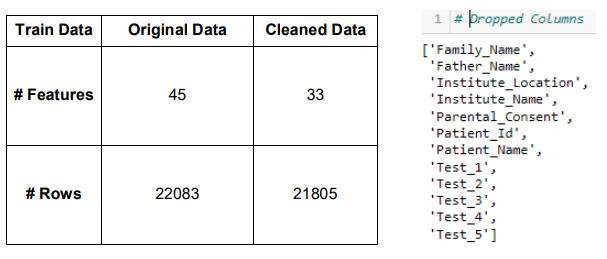 Train Data Original Data Cleaned Data
# Features 45 33
# Rows 22083 21805
1 # Dropped Columns
['Family_Name',
'Father_Name',
'Institute_Location',
'Institute_Name',
'Parental_Consent',
'Patient_Id',
'Patient_Name',
'Test_1',
'Test_2',
'Test_3',
'Test_4',
'Test_5']